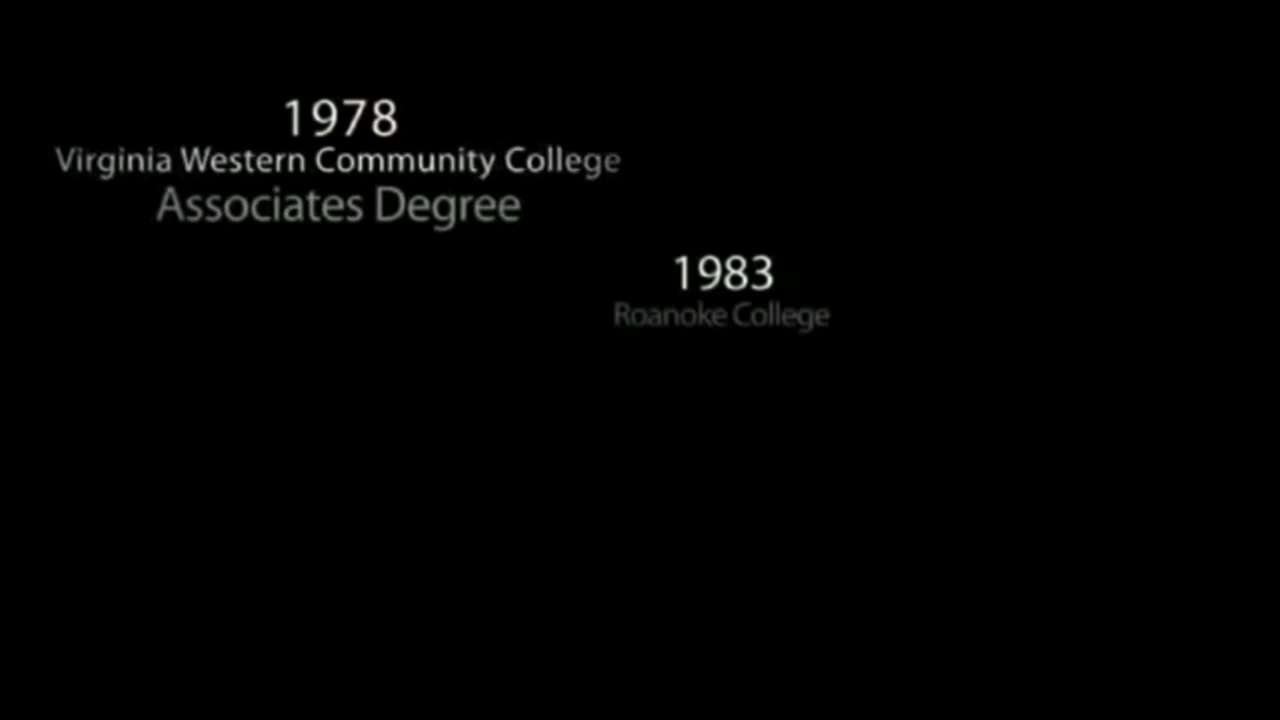 1978
Virginia Western Community College
Associates Degree
1983
Roanoke College